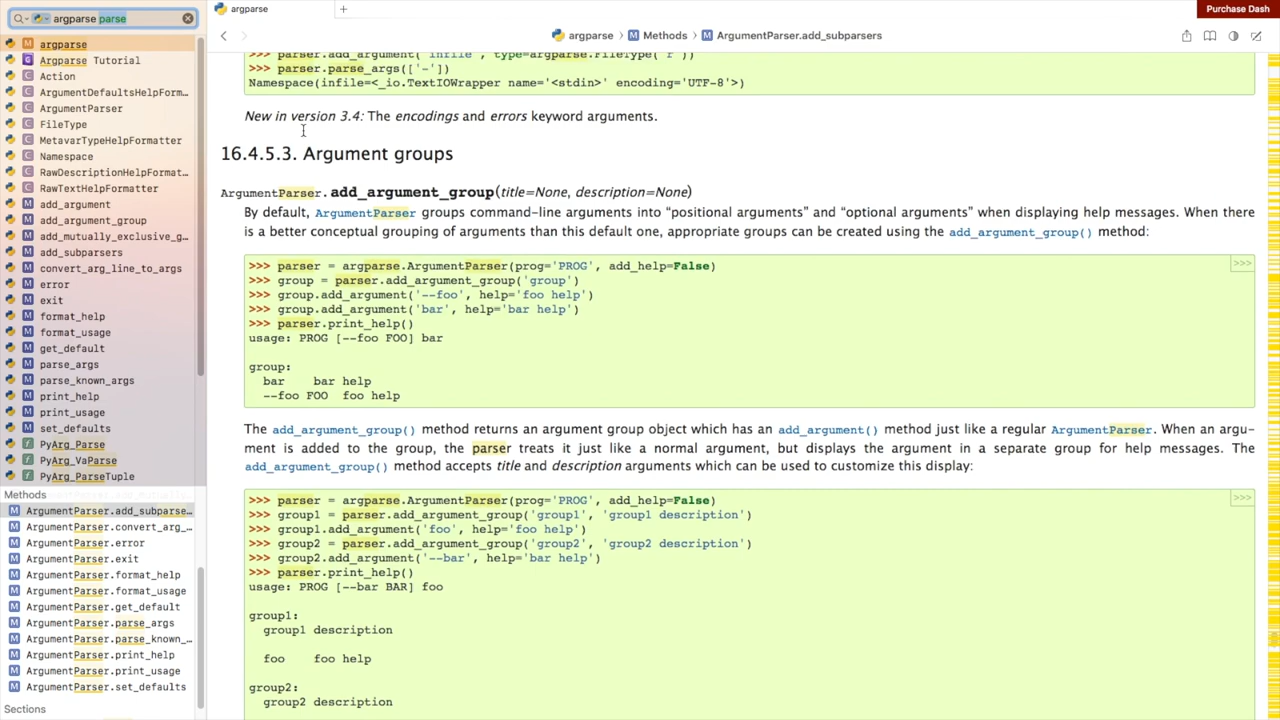 argparse parse
argparse
Purchase Dash
argparse
Methods
ArgumentParser.add_subparsers
argparse
Argparse Tutorial
Action
ArgumentDefaultsHelpForm...
ArgumentParser
FileType
MetavarTypeHelpFormatter
Namespace
RawDescriptionHelpFormat...
RawTextHelpFormatter
add_argument
add_argument_group
add_mutually_exclusive_g...
add_subparsers
convert_arg_line_to_args
error
exit
format_help
format_usage
get_default
parse_args
parse_known_args
print_help
print_usage
set_defaults
PyArg_Parse
PyArg_VaParse
PyArg_ParseTuple
Methods
ArgumentParser.add_subparse...
ArgumentParser.convert_arg_...
ArgumentParser.error
ArgumentParser.exit
ArgumentParser.format_help
ArgumentParser.format_usage
ArgumentParser.get_default
ArgumentParser.parse_args
ArgumentParser.parse_known_...
ArgumentParser.print_help
ArgumentParser.print_usage
ArgumentParser.set_defaults
Sections
>>> parser.add_argument('infile', type=argparse.FileType('r'))
>>> parser.parse_args(['-'])
Namespace(infile=<_io.TextIOWrapper name='<stdin>' encoding='UTF-8'>)
New in version 3.4: The encodings and errors keyword arguments.
16.4.5.3. Argument groups
ArgumentParser.add_argument_group(title=None, description=None)
By default, ArgumentParser groups command-line arguments into “positional arguments” and “optional arguments” when displaying help messages. When there
is a better conceptual grouping of arguments than this default one, appropriate groups can be created using the add_argument_group() method:
>>> parser = argparse.ArgumentParser(prog='PROG', add_help=False)
>>> group = parser.add_argument_group('group')
>>> group.add_argument('--foo', help='foo help')
>>> group.add_argument('bar', help='bar help')
>>> parser.print_help()
usage: PROG [--foo FOO] bar
group:
bar    bar help
--foo FOO  foo help
>>>
The add_argument_group() method returns an argument group object which has an add_argument() method just like a regular ArgumentParser. When an argu-
ment is added to the group, the parser treats it just like a normal argument, but displays the argument in a separate group for help messages. The
add_argument_group() method accepts title and description arguments which can be used to customize this display:
>>> parser = argparse.ArgumentParser(prog='PROG', add_help=False)
>>> group1 = parser.add_argument_group('group1', 'group1 description')
>>> group1.add_argument('foo', help='foo help')
>>> group2 = parser.add_argument_group('group2', 'group2 description')
>>> group2.add_argument('--bar', help='bar help')
>>> parser.print_help()
usage: PROG [--bar BAR] foo
group1:
group1 description
foo    foo help
group2:
group2 description
>>>